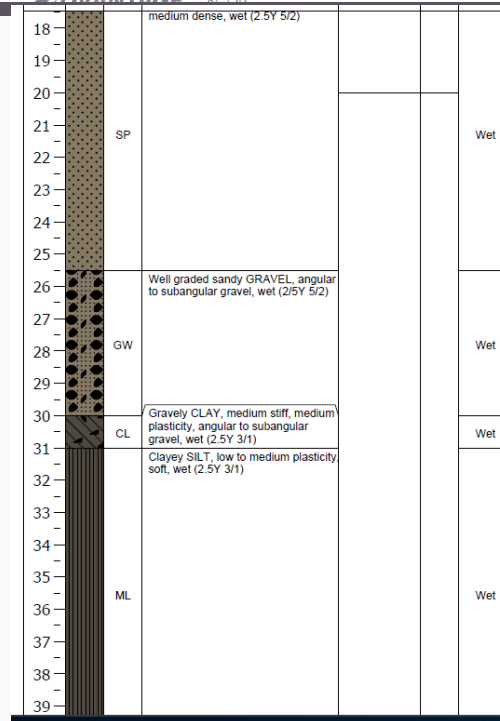 medium dense, wet (2.5Y 5/2)
18
19
20
21
SP
Wet
22
23
24
25
Well graded sandy GRAVEL, angular
to subangular gravel, wet (2/5Y 5/2)
26
27
28
GW
Wet
29
30
Gravely CLAY, medium stiff, medium
plasticity, angular to subangular
gravel, wet (2.5Y 3/1)
CL
Wet
31
Clayey SILT, low to medium plasticity,
soft, wet (2.5Y 3/1)
32
33
34
35
ML
Wet
36
37
38
39